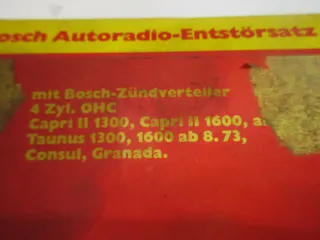 osch Autoradio-Entstörsatz
mit Bosch-Zündverteiler
4 Zyl. OHC
Capri II 1300, Capri II 1600, a
Taunus 1300, 1600 ab 8.73,
Consul, Granada.